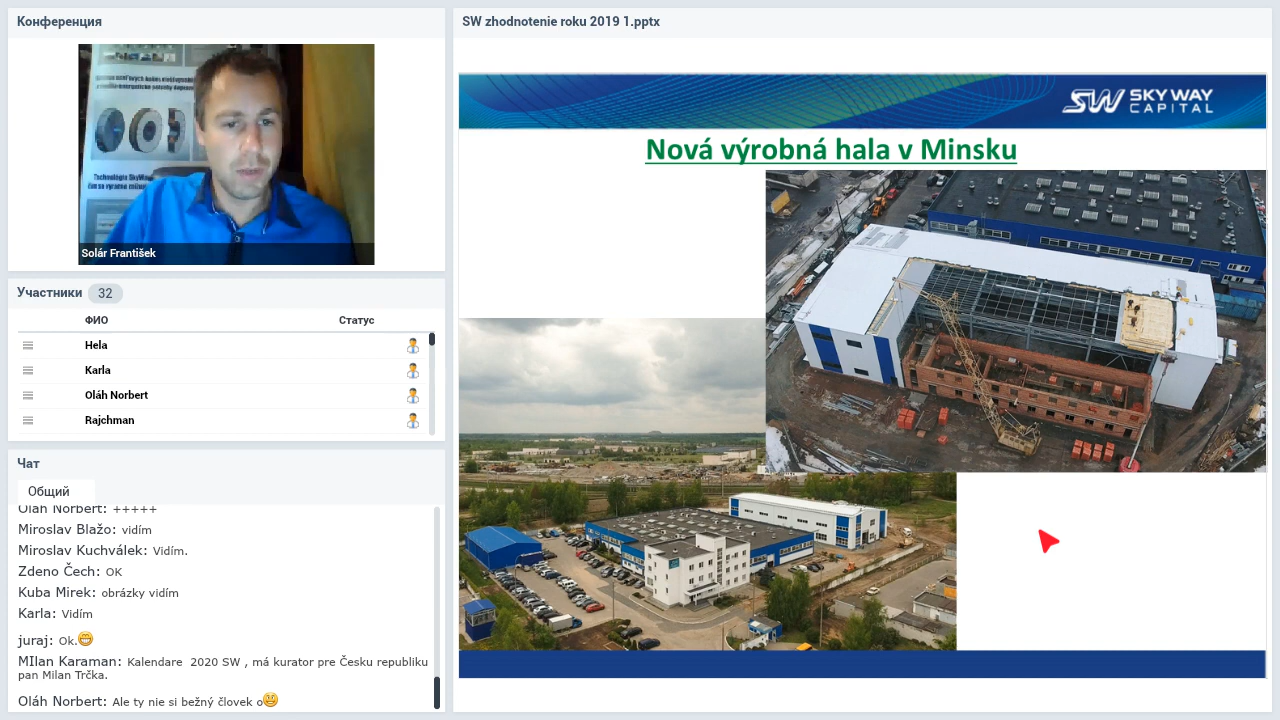 Конференция
Technológia SkyWay
Solár František
Участники 32
ФИО Статус
Hela
Karla
Oláh Norbert
Rajchman
Чат
Общий
Oláh Norbert: +++++
Miroslav Blažo: vidím
Miroslav Kuchválek: Vidím.
Zdeno Čech: OK
Kuba Mirek: obrázky vidím
Karla: Vidím
juraj: Ok.
MIlan Karaman: Kalendare 2020 SW , má kurator pre Česku republiku
pan Milan Trčka.
Oláh Norbert: Ale ty nie si bežný človek o
SW zhodnotenie roku 2019 1.pptx
SW SKY WAY
CAPITAL
Nová výrobná hala v Minsku